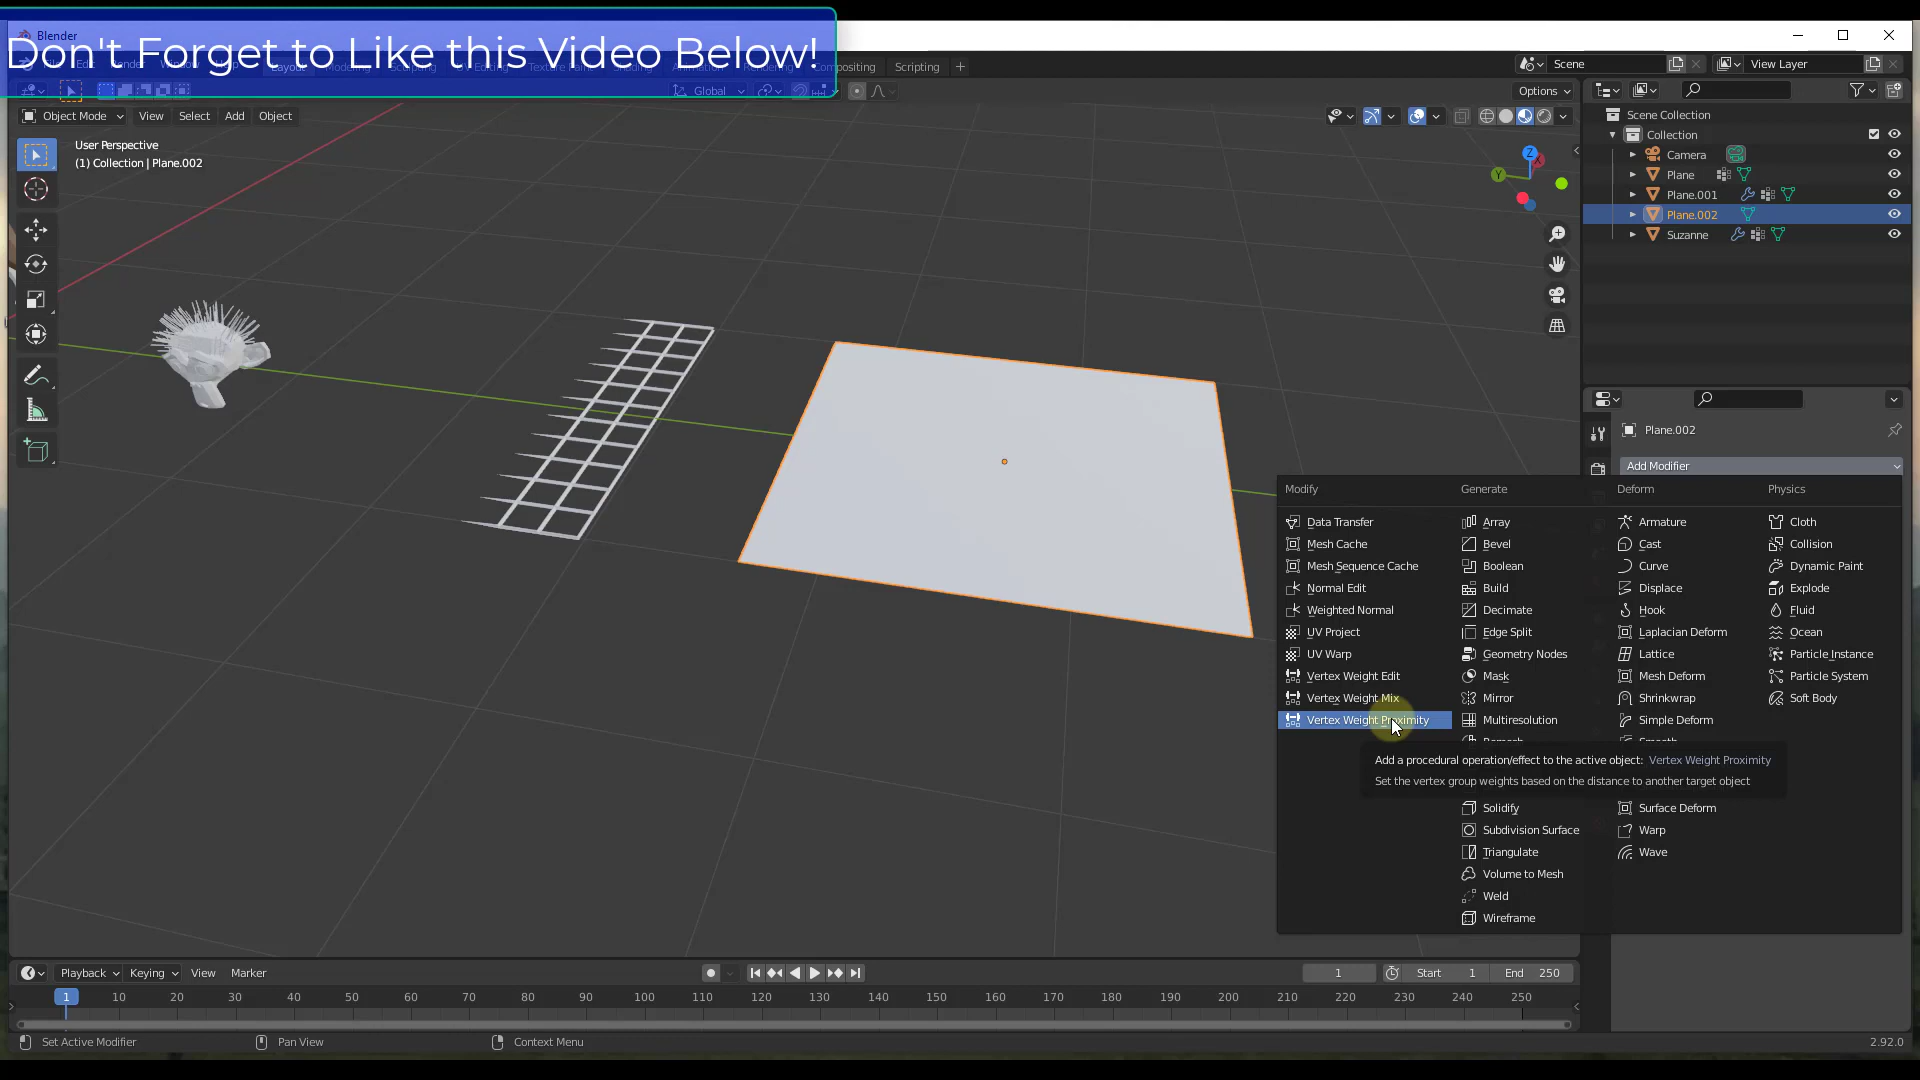 Blender
Don't Forget to Like this Video Below!
Scripting
Scene
View Layer
Global
Options
Object Mode
View
Select
Add
Object
User Perspective
(1) Collection | Plane.002
Z
Y
X
Scene Collection
Collection
Camera
Plane
Plane.001
Plane.002
Suzanne
Plane.002
Add Modifier
Modify
Data Transfer
Mesh Cache
Mesh Sequence Cache
Normal Edit
Weighted Normal
UV Project
UV Warp
Vertex Weight Edit
Vertex Weight Mix
Vertex Weight Proximity
Generate
Array
Bevel
Boolean
Build
Decimate
Edge Split
Geometry Nodes
Mask
Mirror
Multiresolution
Remesh
Solidify
Subdivision Surface
Triangulate
Volume to Mesh
Weld
Wireframe
Deform
Armature
Cast
Curve
Displace
Hook
Laplacian Deform
Lattice
Mesh Deform
Shrinkwrap
Simple Deform
Smooth
Surface Deform
Warp
Wave
Physics
Cloth
Collision
Dynamic Paint
Explode
Fluid
Ocean
Particle Instance
Particle System
Soft Body
Add a procedural operation/effect to the active object: Vertex Weight Proximity
Set the vertex group weights based on the distance to another target object
Playback
Keying
View
Marker
1
Start 1
End 250
1 10 20 30 40 50 60 70 80 90 100 110 120 130 140 150 160 170 180 190 200 210 220 230 240 250
Set Active Modifier
Pan View
Context Menu
2.92.0